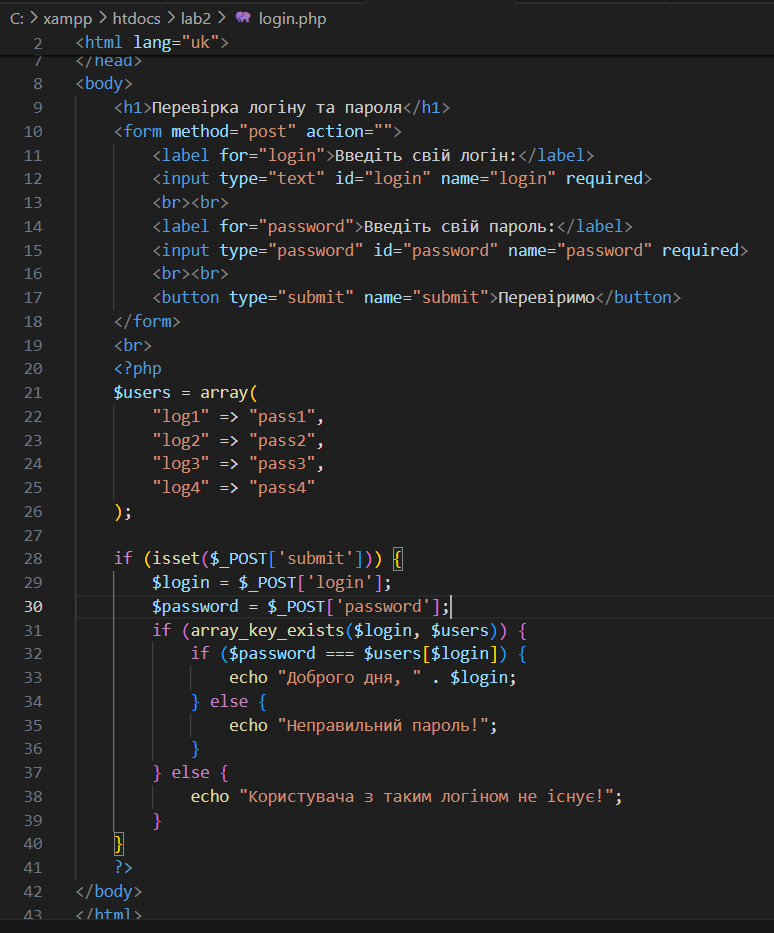 C: > xampp > htdocs > lab2 > login.php
2 <html lang="uk">
7 </head>
8 <body>
9 <h1>Перевірка логіну та пароля</h1>
10 <form method="post" action="">
11 <label for="login">Введіть свій логін:</label>
12 <input type="text" id="login" name="login" required>
13 <br><br>
14 <label for="password">Введіть свій пароль:</label>
15 <input type="password" id="password" name="password" required>
16 <br><br>
17 <button type="submit" name="submit">Перевіримо</button>
18 </form>
19 <br>
20 <?php
21 $users = array(
22 "log1" => "pass1",
23 "log2" => "pass2",
24 "log3" => "pass3",
25 "log4" => "pass4"
26 );
27
28 if (isset($_POST['submit'])) {
29 $login = $_POST['login'];
30 $password = $_POST['password'];
31 if (array_key_exists($login, $users)) {
32 if ($password === $users[$login]) {
33 echo "Доброго дня, " . $login;
34 } else {
35 echo "Неправильний пароль!";
36 }
37 } else {
38 echo "Користувача з таким логіном не існує!";
39 }
40 }
41 ?>
42 </body>
43 </html>